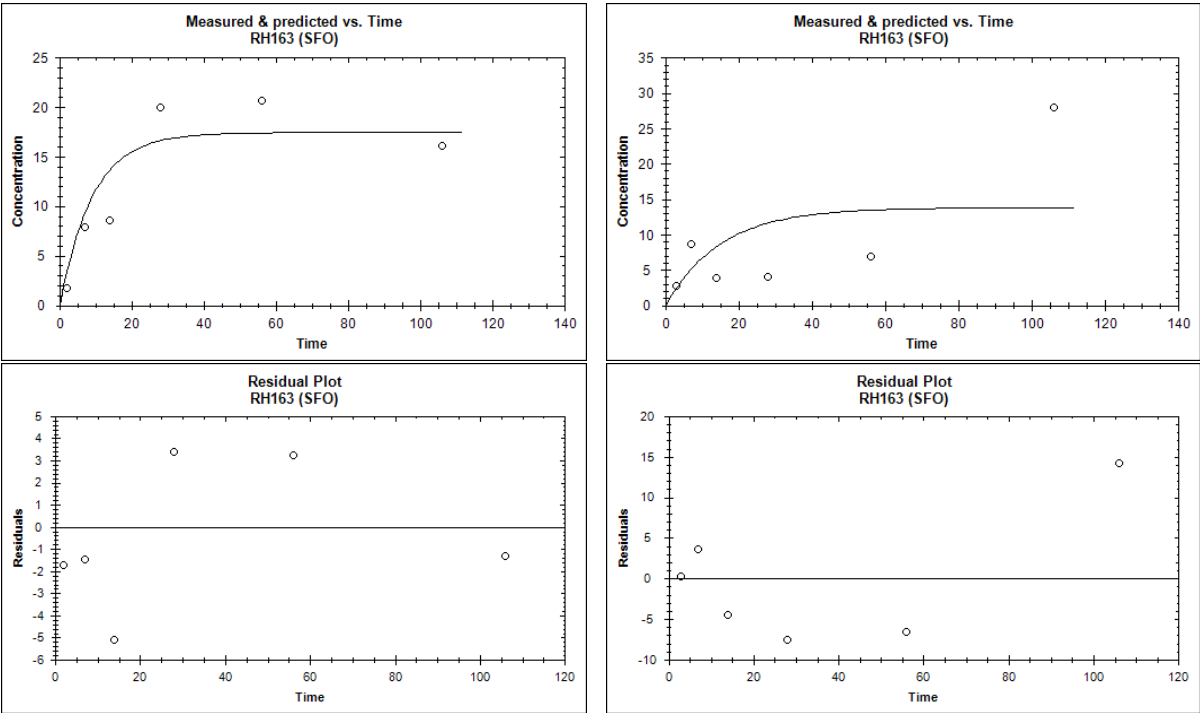 Measured & predicted vs. Time
RH163 (SFO)
25
20
15
10
5
0
Concentration
0 20 40 60 80 100 120 140
Time
Measured & predicted vs. Time
RH163 (SFO)
35
30
25
20
15
10
5
0
Concentration
0 20 40 60 80 100 120 140
Time
Residual Plot
RH163 (SFO)
5
4
3
2
1
0
-1
-2
-3
-4
-5
-6
Residuals
0 20 40 60 80 100 120
Time
Residual Plot
RH163 (SFO)
20
15
10
5
0
-5
-10
Residuals
0 20 40 60 80 100 120
Time